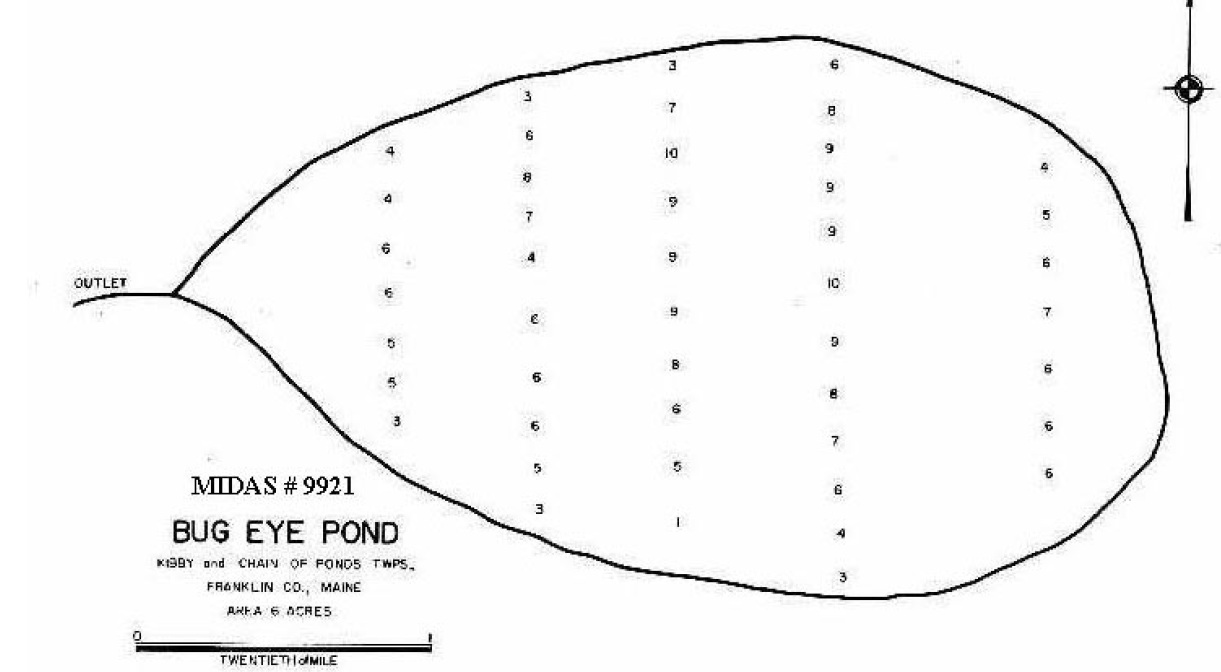 3 6
3 7 8
4 6 10 9 4
8 9 9
4 7 9 5
6 4 9 6
OUTLET 6 10
6 9 7
5 9
6 8 6
5 8
3 6 6 6
7
MIDAS # 9921 5 5 6
6
3 1
BUG EYE POND 4
KIBBY and CHAIN OF PONDS TWPS.,
3
FRANKLIN CO., MAINE
AREA 6 ACRES
0 1
TWENTIETH of MILE